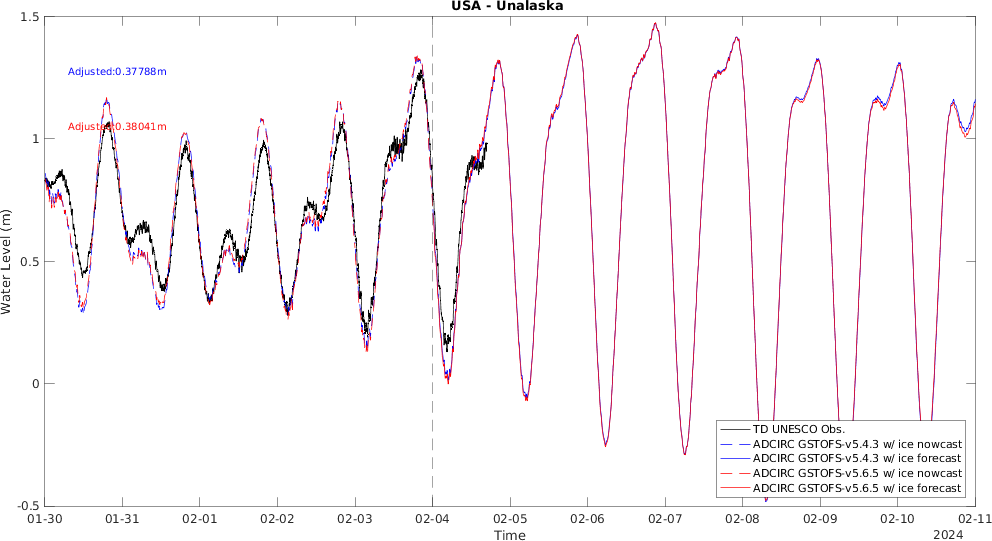 USA - Unalaska
Adjusted:0.37788m
Adjusted:0.38041m
Water Level (m)
1.5
1
0.5
0
-0.5
TD UNESCO Obs.
ADCIRC GSTOFS-v5.4.3 w/ ice nowcast
ADCIRC GSTOFS-v5.4.3 w/ ice forecast
ADCIRC GSTOFS-v5.6.5 w/ ice nowcast
ADCIRC GSTOFS-v5.6.5 w/ ice forecast
01-30 01-31 02-01 02-02 02-03 02-04 02-05 02-06 02-07 02-08 02-09 02-10 02-11
Time
2024